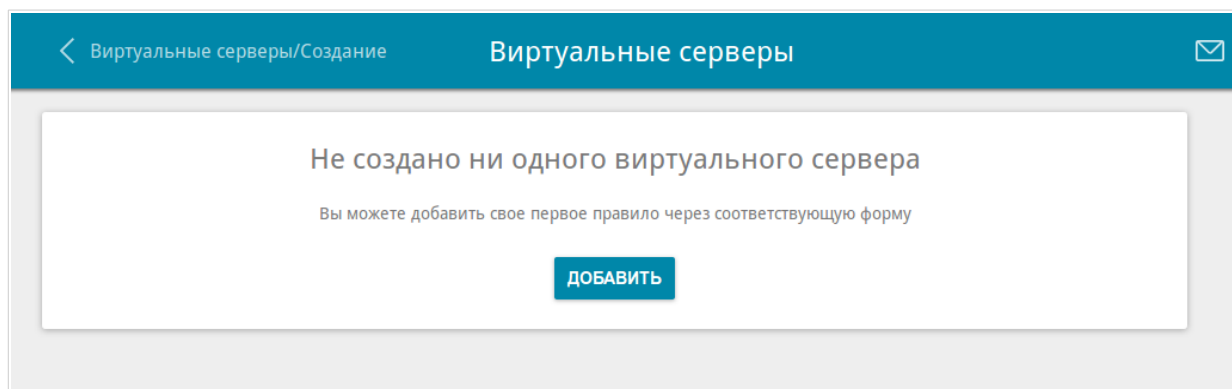 Виртуальные серверы/Создание
Виртуальные серверы
Не создано ни одного виртуального сервера
Вы можете добавить свое первое правило через соответствующую форму
ДОБАВИТЬ